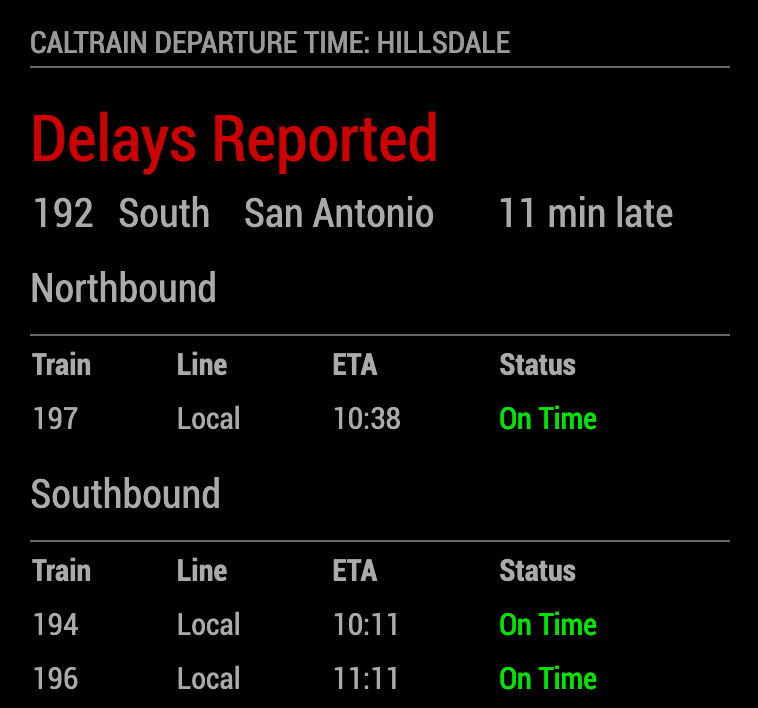 CALTRAIN DEPARTURE TIME: HILLSDALE
Delays Reported
192 South San Antonio 11 min late
Northbound
Train Line ETA Status
197 Local 10:38 On Time
Southbound
Train Line ETA Status
194 Local 10:11 On Time
196 Local 11:11 On Time